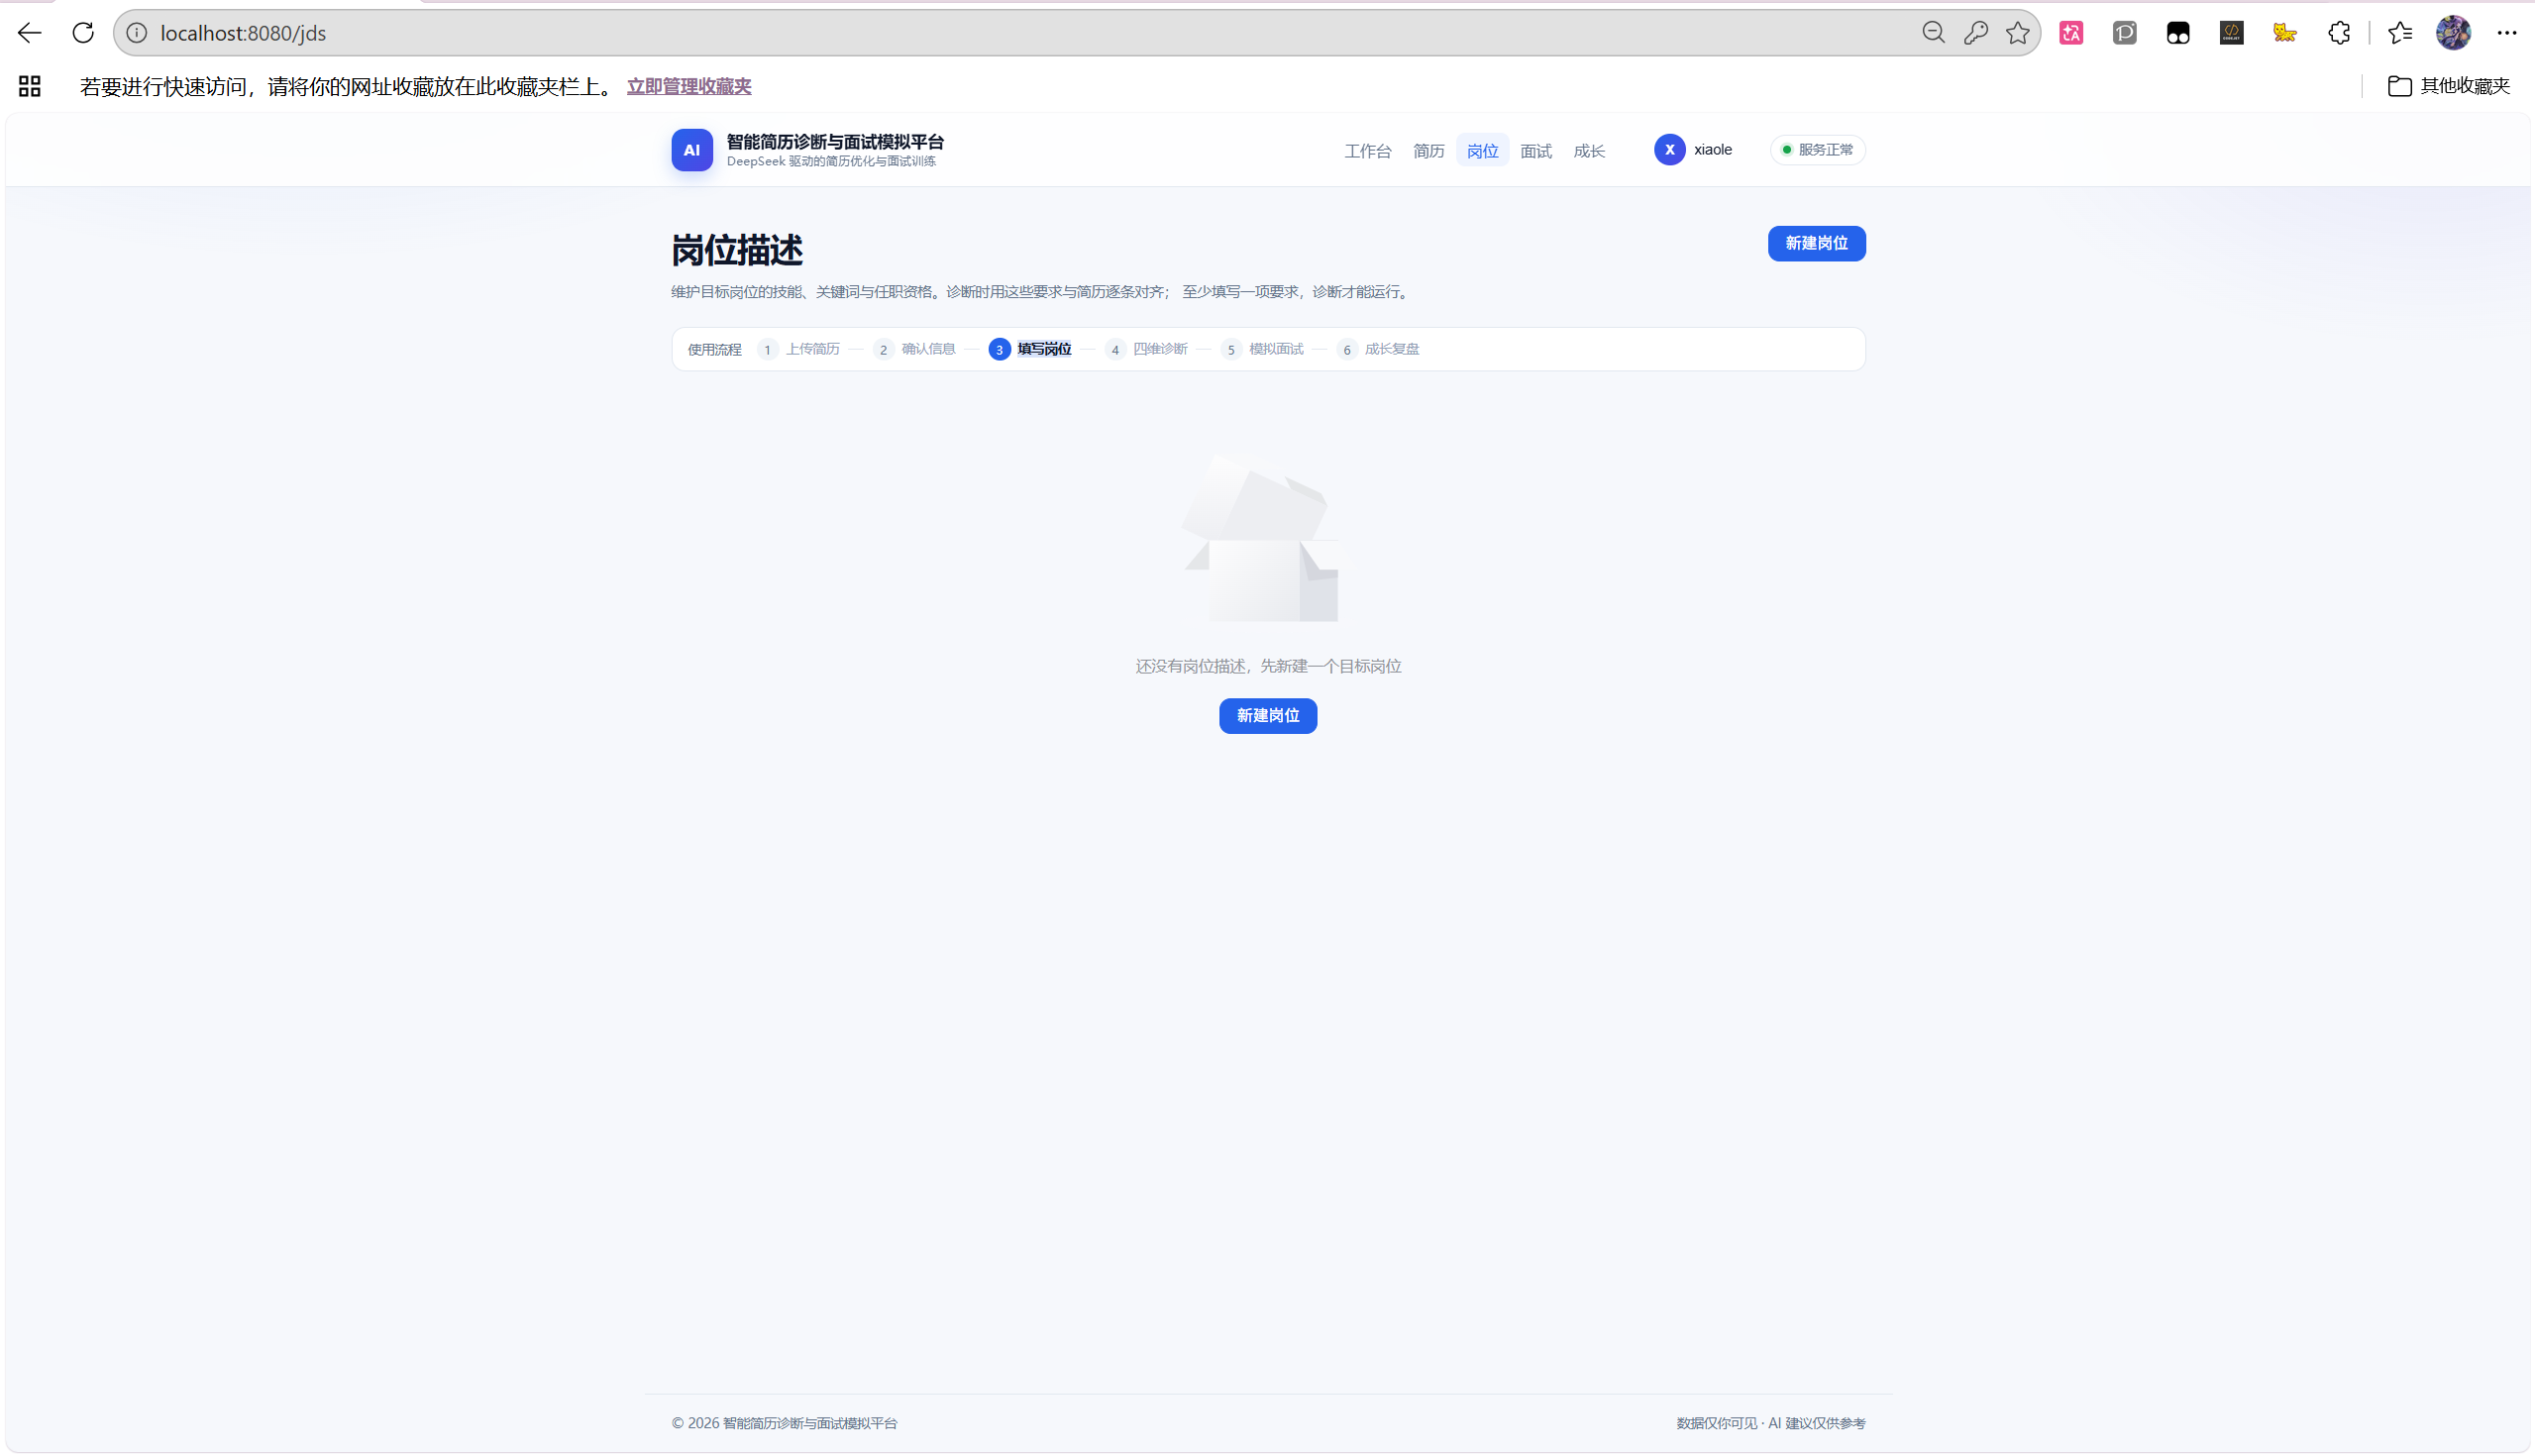 localhost:8080/jds
若要进行快速访问，请将你的网址收藏放在此收藏夹栏上。 立即管理收藏夹
其他收藏夹
AI
智能简历诊断与面试模拟平台
DeepSeek 驱动的简历优化与面试训练
工作台 简历 岗位 面试 成长
X xiaole
服务正常
岗位描述
新建岗位
维护目标岗位的技能、关键词与任职资格。诊断时用这些要求与简历逐条对齐； 至少填写一项要求，诊断才能运行。
使用流程 1 上传简历 2 确认信息 3 填写岗位 4 四维诊断 5 模拟面试 6 成长复盘
还没有岗位描述，先新建一个目标岗位
新建岗位
© 2026 智能简历诊断与面试模拟平台
数据仅你可见 · AI 建议仅供参考